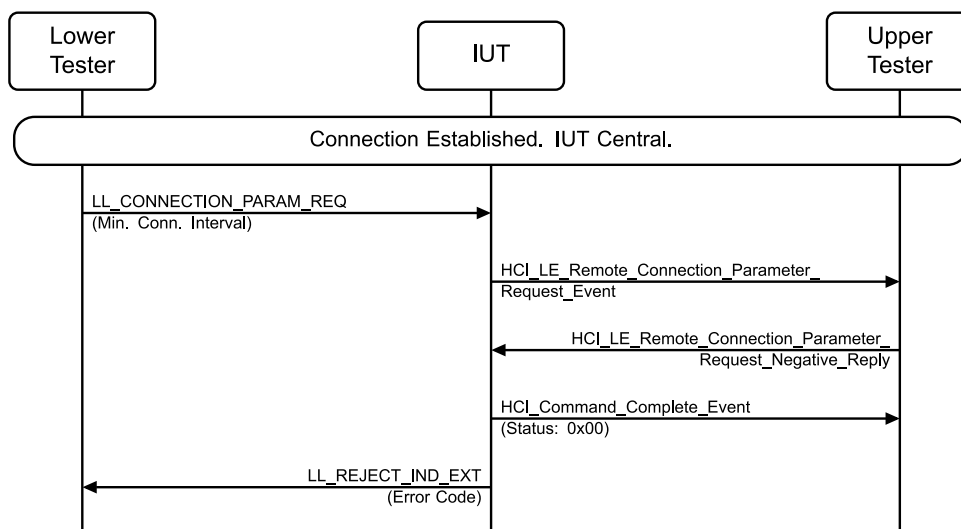 Lower
Tester
IUT
Upper
Tester
Connection Established. IUT Central.
LL_CONNECTION_PARAM_REQ
(Min. Conn. Interval)
HCI_LE_Remote_Connection_Parameter_
Request_Event
HCI_LE_Remote_Connection_Parameter_
Request_Negative_Reply
HCI_Command_Complete_Event
(Status: 0x00)
LL_REJECT_IND_EXT
(Error Code)